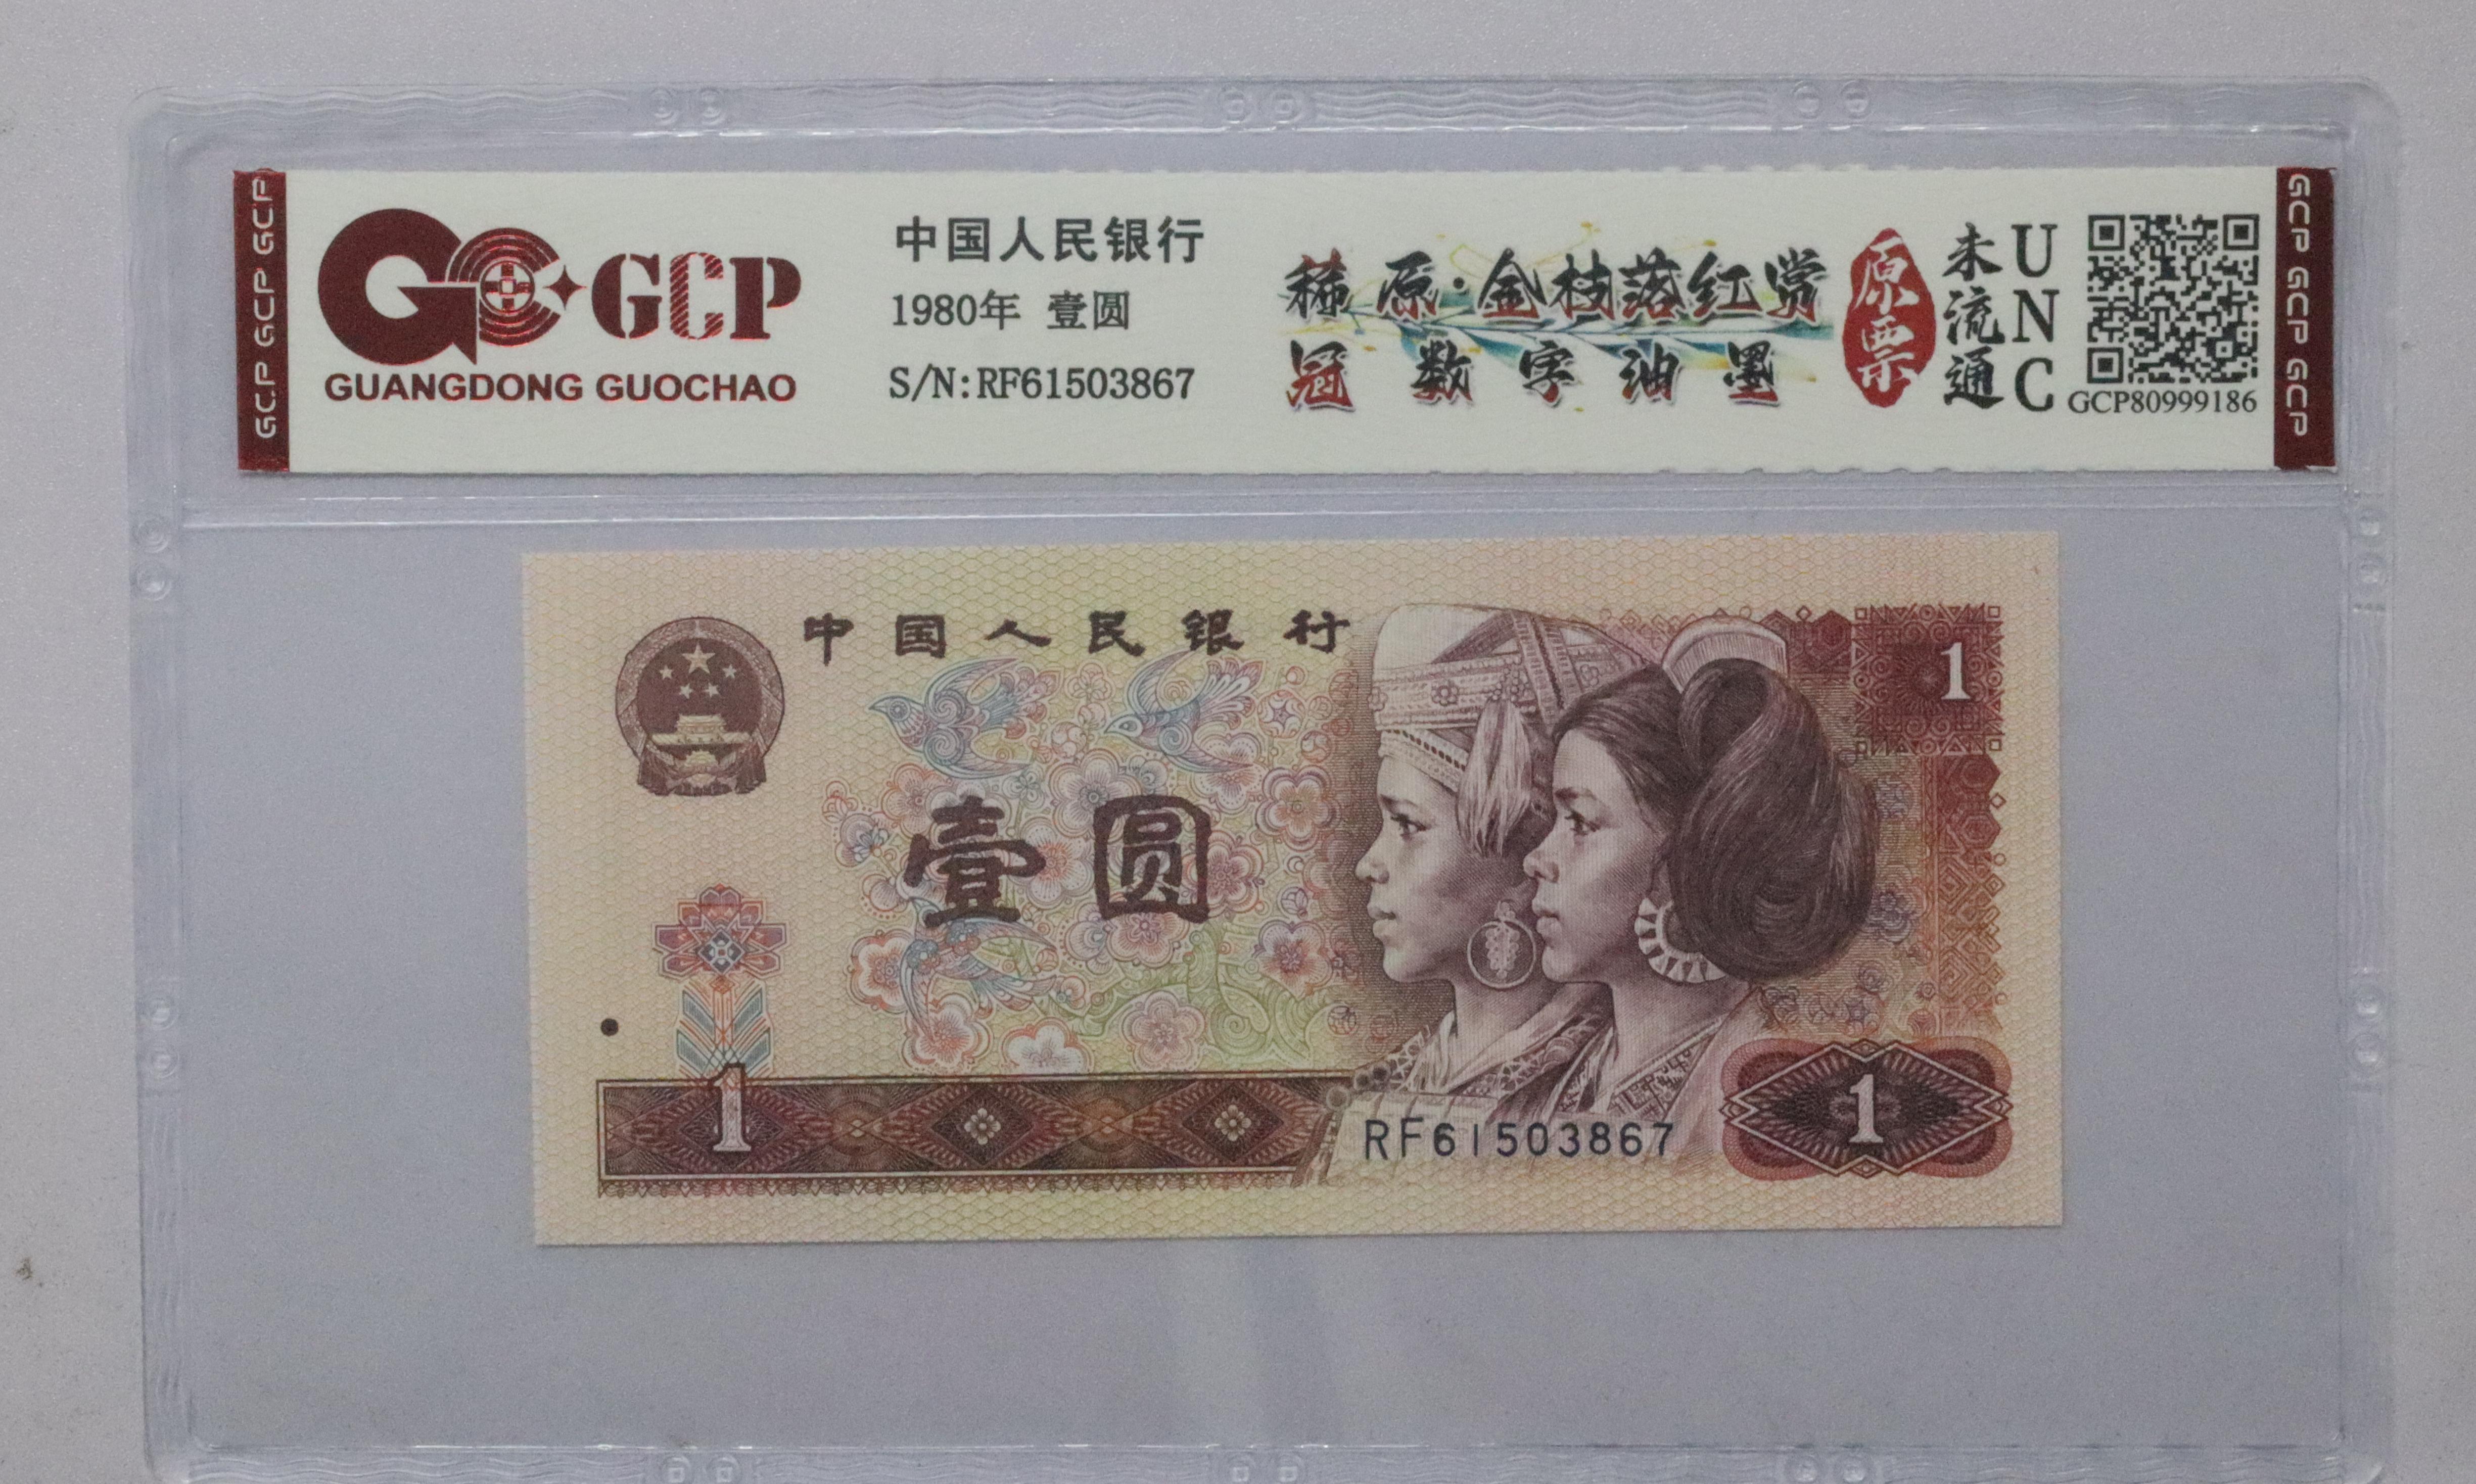 GCP GCP GCP
GCP
GUANGDONG GUOCHAO
中国人民银行
1980年 壹圆
S/N:RF61503867
稀原·金枝落红赏
冠数字油墨
原票
未流通
UNC
GCP80999186
GCP GCP GCP
中国人民银行
1
壹圆
1
RF61503867
1